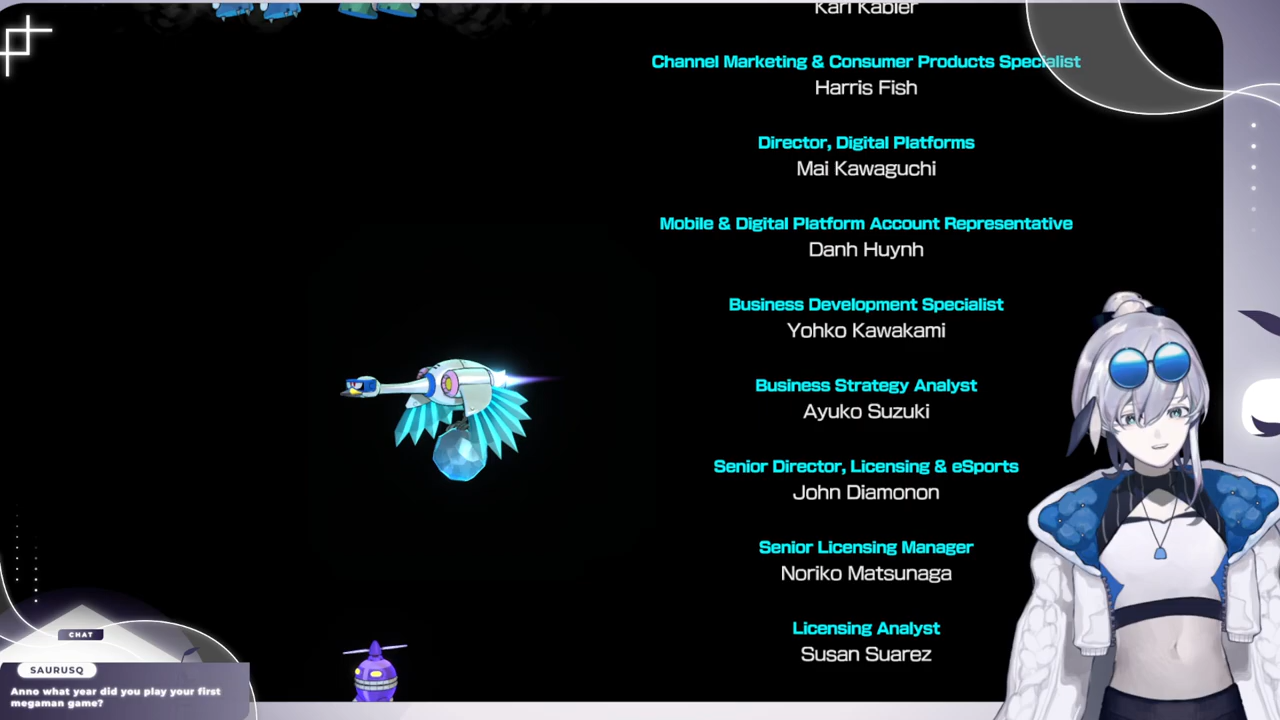 Karl Kabler
Channel Marketing & Consumer Products Specialist
Harris Fish
Director, Digital Platforms
Mai Kawaguchi
Mobile & Digital Platform Account Representative
Danh Huynh
Business Development Specialist
Yohko Kawakami
Business Strategy Analyst
Ayuko Suzuki
Senior Director, Licensing & eSports
John Diamonon
Senior Licensing Manager
Noriko Matsunaga
Licensing Analyst
Susan Suarez
CHAT
SAURUSQ
Anno what year did you play your first
megaman game?